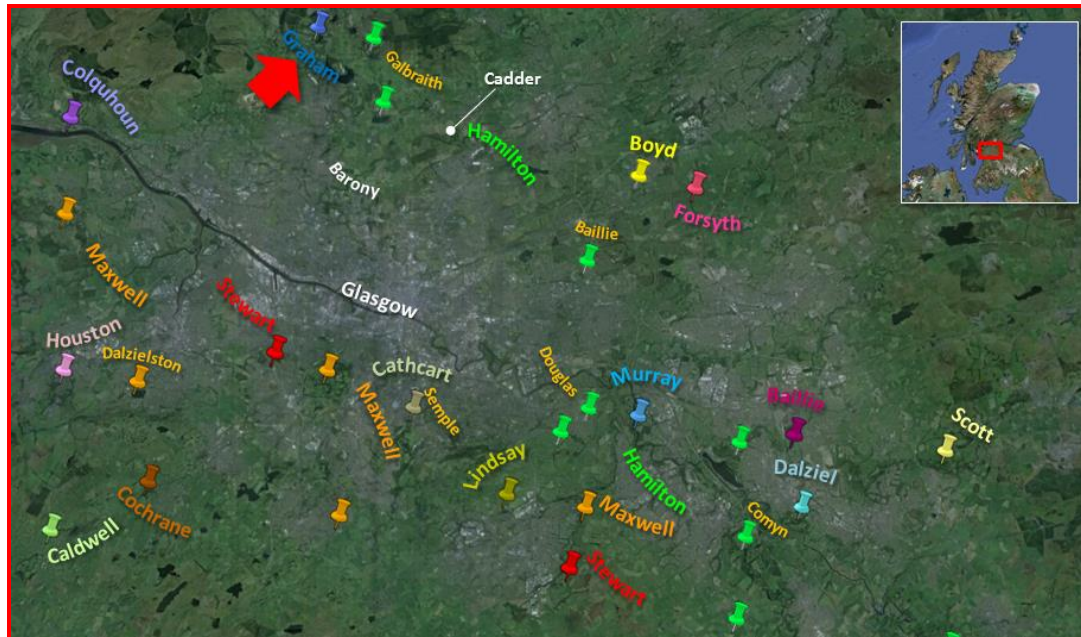 Graham
Galbraith
Colquhoun
Cadder
Hamilton
Boyd
Barony
Forsyth
Baillie
Maxwell
Stewart
Glasgow
Houston
Dalzielston
Cathcart
Semple
Maxwell
Douglas
Murray
Baillie
Scott
Lindsay
Hamilton
Dalziel
Cochrane
Caldwell
Maxwell
Comyn
Stewart